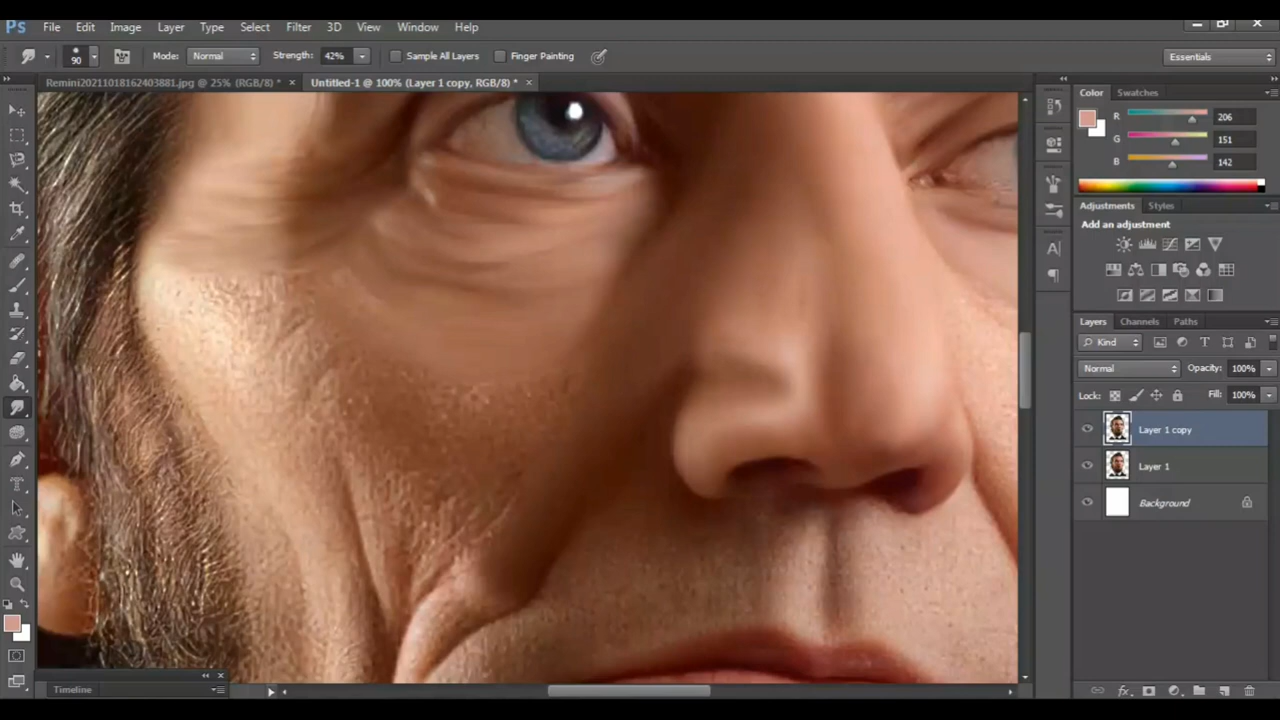 Ps File Edit Image Layer Type Select Filter 3D View Window Help
90 Mode: Normal Strength: 42% Sample All Layers Finger Painting Essentials
Remini20211018162403881.jpg @ 25% (RGB/8) * × Untitled-1 @ 100% (Layer 1 copy, RGB/8) * ×
Color Swatches
R 206
G 151
B 142
Adjustments Styles
Add an adjustment
Layers Channels Paths
Kind
Normal Opacity: 100%
Lock: Fill: 100%
Layer 1 copy
Layer 1
Background
Timeline